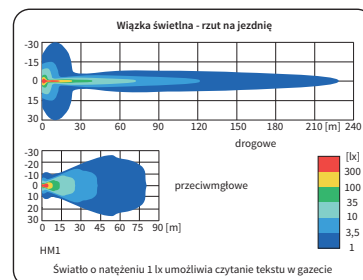 Wiązka świetlna - rzut na jezdnię
-30
-15
0
15
30
0 30 60 90 120 150 180 210 [m] 240
drogowe
-30
-20
-10
0
10
20
30
0 15 30 45 60 75 90 [m]
przeciwmgłowe
[lx]
300
100
35
10
3,5
1
HM1
Światło o natężeniu 1 lx umożliwia czytanie tekstu w gazecie